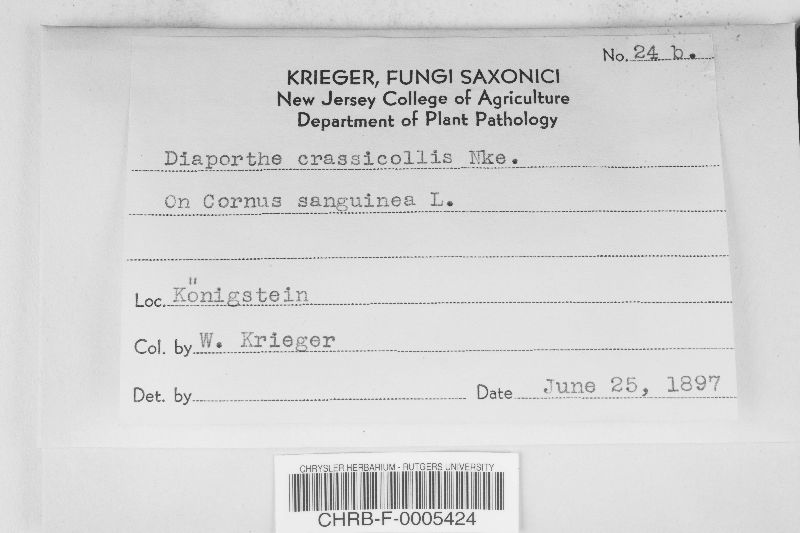 No. 24 b.
KRIEGER, FUNGI SAXONICI
New Jersey College of Agriculture
Department of Plant Pathology
Diaporthe crassicollis Nke.
On Cornus sanguinea L.
Loc. Königstein
Col. by W. Krieger
Det. by Date June 25, 1897
CHRYSLER HERBARIUM - RUTGERS UNIVERSITY
CHRB-F-0005424